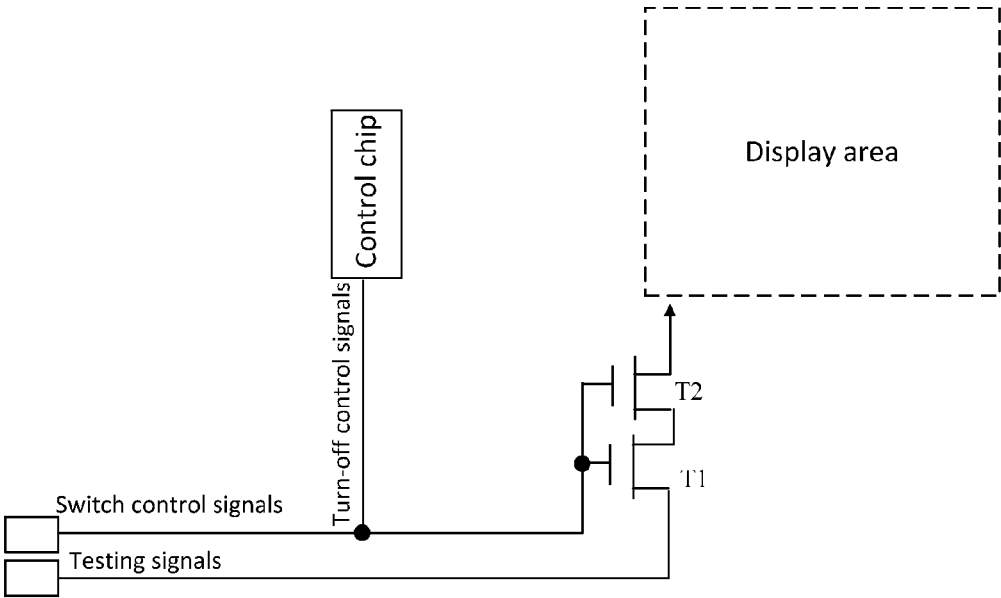 Display area
Control chip
Turn-off control signals
T2
T1
Switch control signals
Testing signals